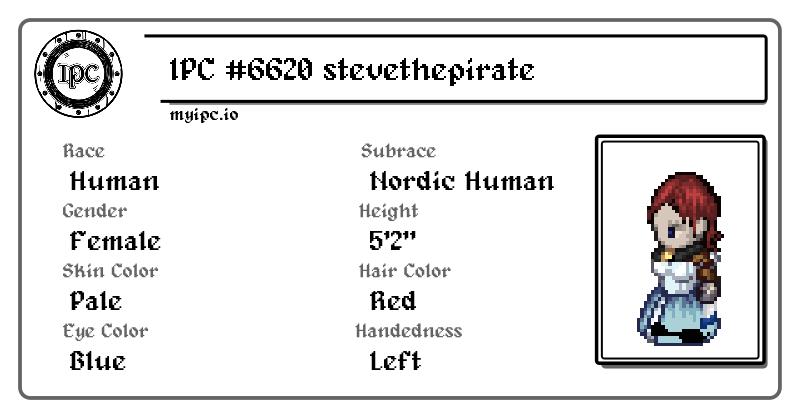 IPC
IPC #6620 stevethepirate
myipc.io
Race
Human
Subrace
Nordic Human
Gender
Female
Height
5'2"
Skin Color
Pale
Hair Color
Red
Eye Color
Blue
Handedness
Left